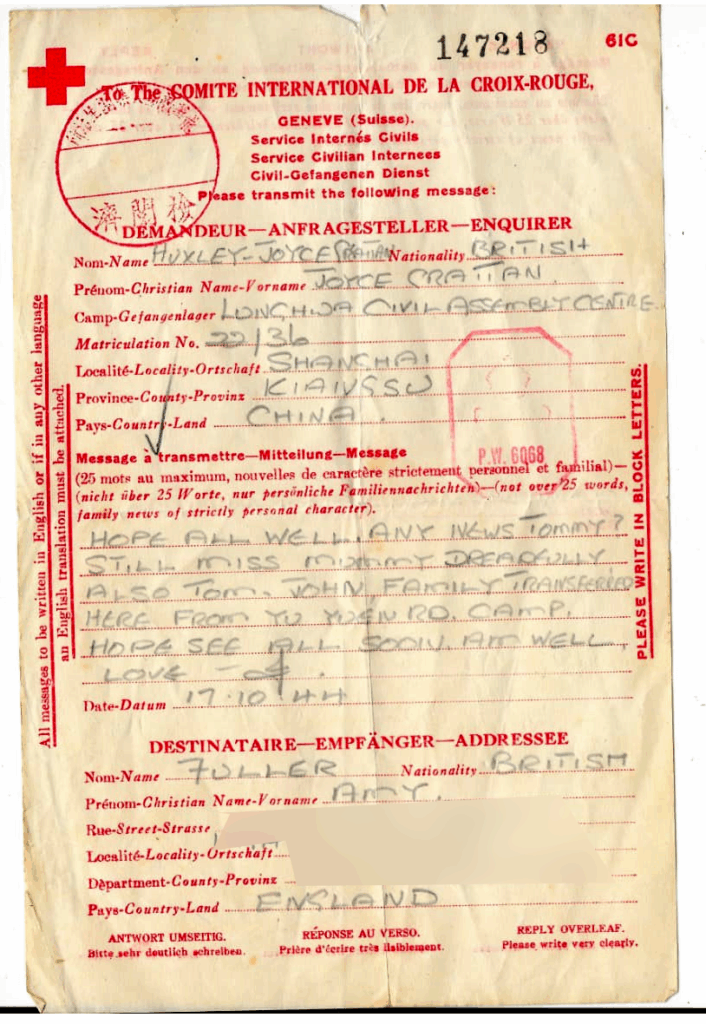 147218
61C
To The COMITE INTERNATIONAL DE LA CROIX-ROUGE,
GENEVE (Suisse).
Service Internés Civils
Service Civilian Internees
Civil-Gefangenen Dienst
Please transmit the following message:
檢閱濟
DEMANDEUR—ANFRAGESTELLER—ENQUIRER
Nom-Name HUXLEY-JOYCE Nationality BRITISH
Prénom-Christian Name-Vorname JOYCE
Camp-Gefangenlager LUNGHWA CIVIL ASSEMBLY CENTRE
Matriculation No. 22/36
Localité-Locality-Ortschaft SHANGHAI
Province-County-Provinz KIANGSU
Pays-Country-Land CHINA.
P.W. 6068
Message à transmettre—Mitteilung—Message
(25 mots au maximum, nouvelles de caractère strictement personnel et familial)—
(nicht über 25 Worte, nur persönliche Familiennachrichten)—(not over 25 words,
family news of strictly personal character).
HOPE ALL WELL. ANY NEWS TOMMY?
STILL MISS MUMMY DREADFULLY
ALSO TOM. JOHN, FAMILY TRANSFERRED
HERE FROM YU YUEN RD. CAMP.
HOPE SEE ALL SOON. AM WELL.
LOVE —
Date-Datum 17.10.44
All messages to be written in English or if in any other language
an English translation must be attached.
PLEASE WRITE IN BLOCK LETTERS.
DESTINATAIRE—EMPFÄNGER—ADDRESSEE
Nom-Name FULLER Nationality BRITISH
Prénom-Christian Name-Vorname AMY.
Rue-Street-Strasse
Localité-Locality-Ortschaft
Département-County-Provinz
Pays-Country-Land ENGLAND
ANTWORT UMSEITIG.
Bitte sehr deutlich schreiben.
RÉPONSE AU VERSO.
Prière d'écrire très lisiblement.
REPLY OVERLEAF.
Please write very clearly.